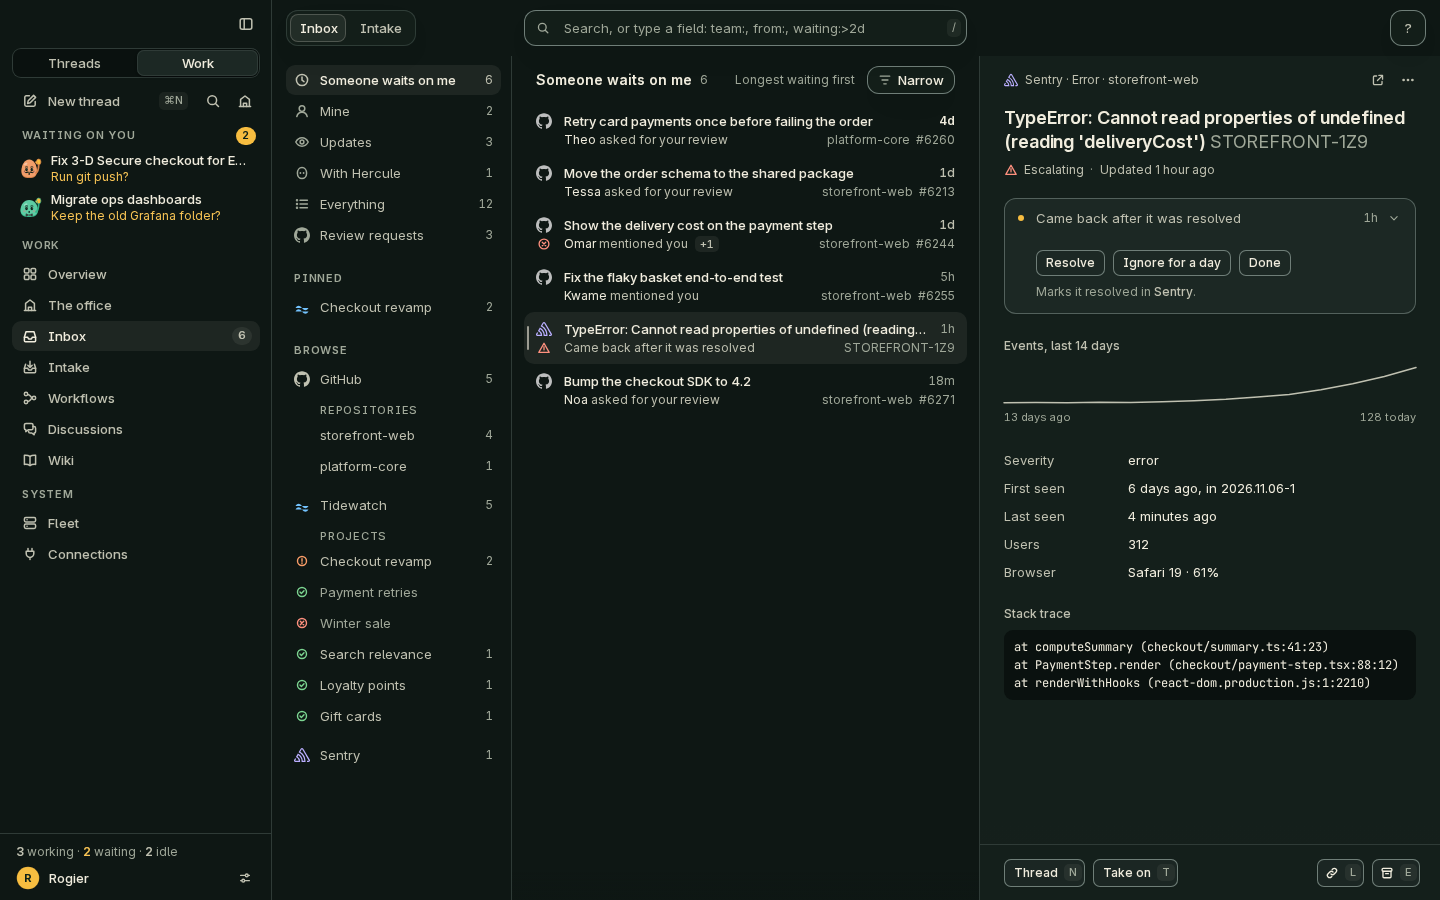 Threads
Work
New thread ⌘N
WAITING ON YOU 2
Fix 3-D Secure checkout for E…
Run git push?
Migrate ops dashboards
Keep the old Grafana folder?
WORK
Overview
The office
Inbox 6
Intake
Workflows
Discussions
Wiki
SYSTEM
Fleet
Connections
3 working · 2 waiting · 2 idle
R Rogier
Inbox
Intake
Someone waits on me 6
Mine 2
Updates 3
With Hercule 1
Everything 12
Review requests 3
PINNED
Checkout revamp 2
BROWSE
GitHub 5
REPOSITORIES
storefront-web 4
platform-core 1
Tidewatch 5
PROJECTS
Checkout revamp 2
Payment retries
Winter sale
Search relevance 1
Loyalty points 1
Gift cards 1
Sentry 1
Search, or type a field: team:, from:, waiting:>2d /
?
Someone waits on me 6 Longest waiting first Narrow
Retry card payments once before failing the order 4d
Theo asked for your review platform-core #6260
Move the order schema to the shared package 1d
Tessa asked for your review storefront-web #6213
Show the delivery cost on the payment step 1d
Omar mentioned you +1 storefront-web #6244
Fix the flaky basket end-to-end test 5h
Kwame mentioned you storefront-web #6255
TypeError: Cannot read properties of undefined (reading… 1h
Came back after it was resolved STOREFRONT-1Z9
Bump the checkout SDK to 4.2 18m
Noa asked for your review storefront-web #6271
Sentry · Error · storefront-web
TypeError: Cannot read properties of undefined
(reading 'deliveryCost') STOREFRONT-1Z9
Escalating · Updated 1 hour ago
Came back after it was resolved 1h
Resolve
Ignore for a day
Done
Marks it resolved in Sentry.
Events, last 14 days
13 days ago 128 today
Severity error
First seen 6 days ago, in 2026.11.06-1
Last seen 4 minutes ago
Users 312
Browser Safari 19 · 61%
Stack trace
at computeSummary (checkout/summary.ts:41:23)
at PaymentStep.render (checkout/payment-step.tsx:88:12)
at renderWithHooks (react-dom.production.js:1:2210)
Thread N
Take on T
L
E